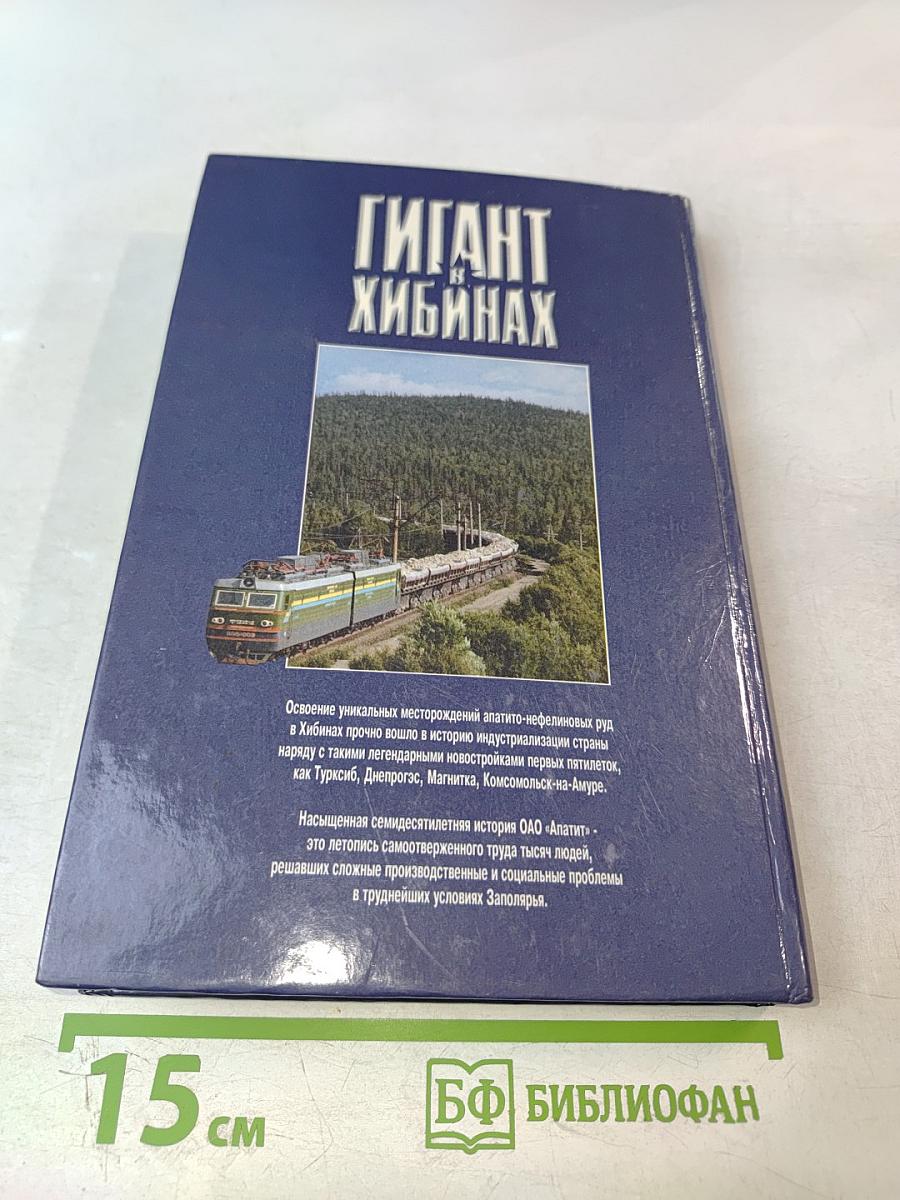 ГИГАНТ
в
ХИБИНАХ
Освоение уникальных месторождений апатито-нефелиновых руд
в Хибинах прочно вошло в историю индустриализации страны
наряду с такими легендарными новостройками первых пятилеток,
как Турксиб, Днепрогэс, Магнитка, Комсомольск-на-Амуре.
Насыщенная семидесятилетняя история ОАО «Апатит» -
это летопись самоотверженного труда тысяч людей,
решавших сложные производственные и социальные проблемы
в труднейших условиях Заполярья.
15 см
БФ БИБЛИОФАН